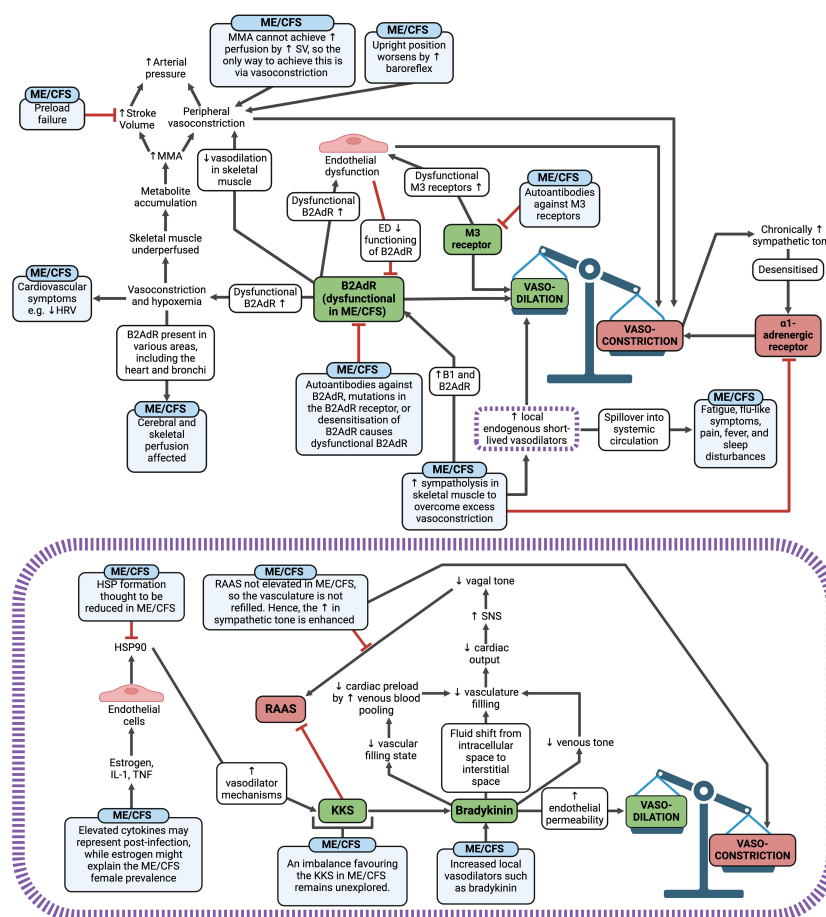 ME/CFS
MMA cannot achieve ↑
perfusion by ↑ SV, so the
only way to achieve this is
via vasoconstriction
ME/CFS
Upright position
worsens by ↑
baroreflex
↑Arterial
pressure
ME/CFS
Preload
failure
↑Stroke
Volume
Peripheral
vasoconstriction
↑MMA
↓vasodilation
in skeletal
muscle
Metabolite
accumulation
Skeletal muscle
underperfused
Endothelial
dysfunction
Dysfunctional
M3 receptors ↑
Dysfunctional
B2AdR ↑
ED ↓
functioning
of B2AdR
ME/CFS
Autoantibodies
against M3
receptors
M3
receptor
Chronically ↑
sympathetic tone
Desensitised
ME/CFS
Cardiovascular
symptoms
e.g. ↓HRV
Vasoconstriction
and hypoxemia
Dysfunctional
B2AdR ↑
B2AdR
(dysfunctional
in ME/CFS)
VASO-
DILATION
VASO-
CONSTRICTION
α1-
adrenergic
receptor
B2AdR present in
various areas,
including the
heart and bronchi
ME/CFS
Cerebral and
skeletal
perfusion
affected
ME/CFS
Autoantibodies against
B2AdR, mutations in
the B2AdR receptor, or
desensitisation of
B2AdR causes
dysfunctional B2AdR
↑B1 and
B2AdR
↑ local
endogenous short-
lived vasodilators
Spillover into
systemic
circulation
ME/CFS
Fatigue, flu-like
symptoms,
pain, fever, and
sleep
disturbances
ME/CFS
↑ sympatholysis in
skeletal muscle to
overcome excess
vasoconstriction
ME/CFS
HSP formation
thought to be
reduced in ME/CFS
ME/CFS
RAAS not elevated in ME/CFS,
so the vasculature is not
refilled. Hence, the ↑ in
sympathetic tone is enhanced
↓ vagal tone
↑ SNS
↓ cardiac
output
HSP90
Endothelial
cells
Estrogen,
IL-1, TNF
ME/CFS
Elevated cytokines may
represent post-infection,
while estrogen might
explain the ME/CFS
female prevalence
RAAS
↓ cardiac preload
by ↑ venous blood
pooling
↓ vasculature
filling
↓ vascular
filling state
Fluid shift from
intracellular
space to
interstitial
space
↓ venous tone
↑
vasodilator
mechanisms
KKS
Bradykinin
↑
endothelial
permeability
VASO-
DILATION
VASO-
CONSTRICTION
ME/CFS
An imbalance favouring
the KKS in ME/CFS
remains unexplored.
ME/CFS
Increased local
vasodilators such
as bradykinin